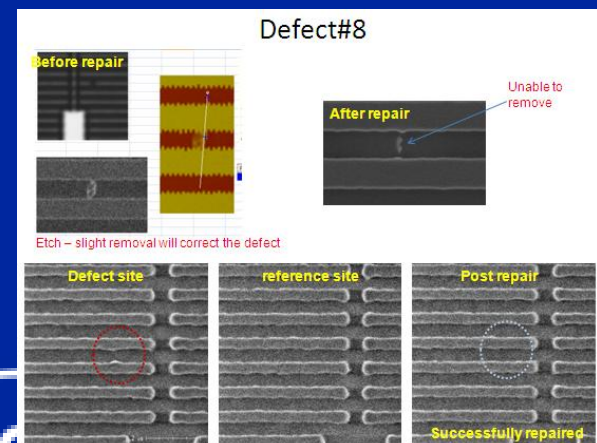 Defect#8
Before repair
After repair
Unable to
remove
Etch – slight removal will correct the defect
Defect site
reference site
Post repair
Successfully repaired